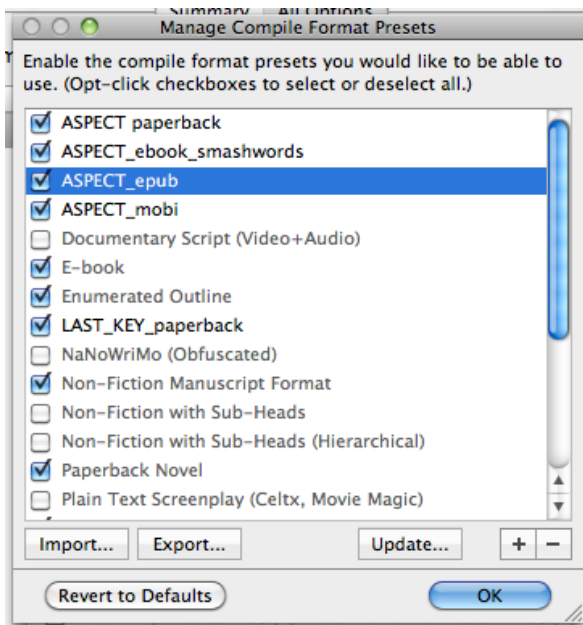 Summary All Options
Manage Compile Format Presets
Enable the compile format presets you would like to be able to
use. (Opt-click checkboxes to select or deselect all.)
ASPECT paperback
ASPECT_ebook_smashwords
ASPECT_epub
ASPECT_mobi
Documentary Script (Video+Audio)
E-book
Enumerated Outline
LAST_KEY_paperback
NaNoWriMo (Obfuscated)
Non-Fiction Manuscript Format
Non-Fiction with Sub-Heads
Non-Fiction with Sub-Heads (Hierarchical)
Paperback Novel
Plain Text Screenplay (Celtx, Movie Magic)
Import... Export... Update... + −
Revert to Defaults OK